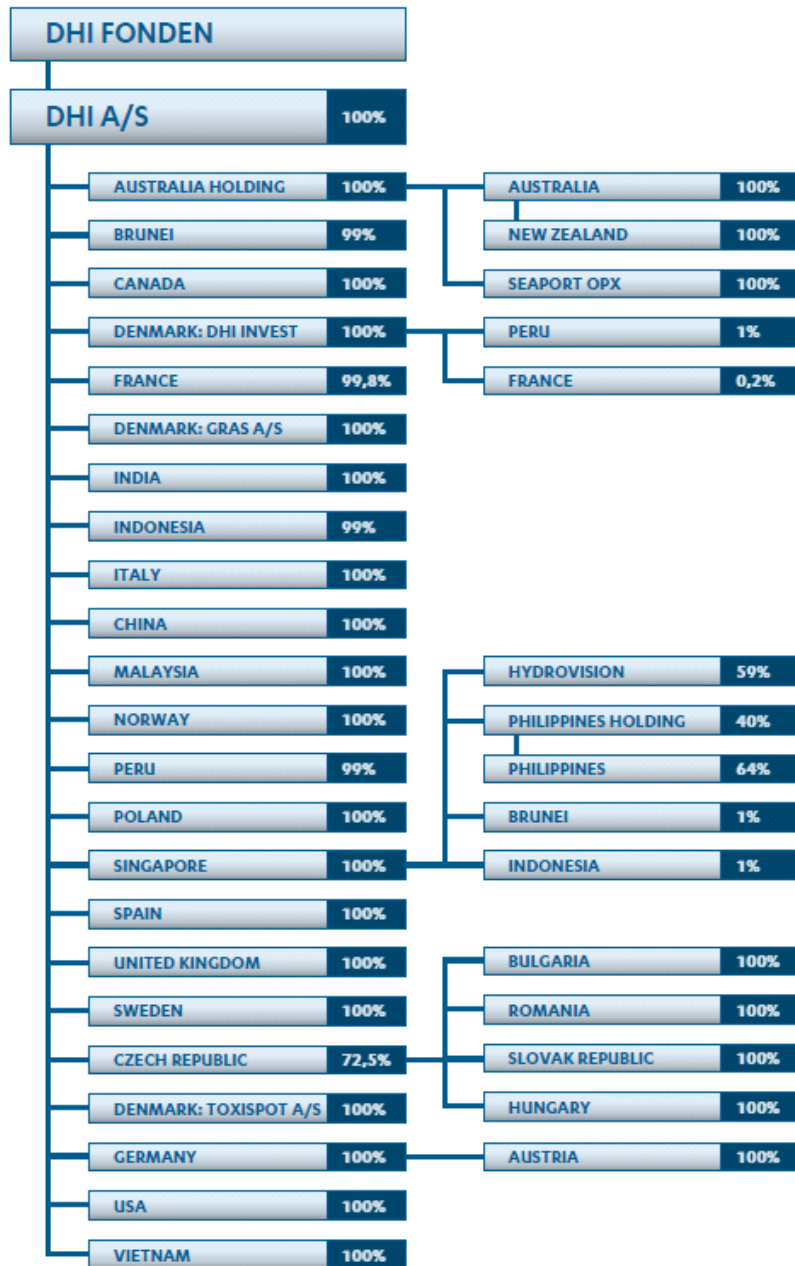 DHI FONDEN
DHI A/S 100%
AUSTRALIA HOLDING 100% AUSTRALIA 100%
BRUNEI 99% NEW ZEALAND 100%
CANADA 100% SEAPORT OPX 100%
DENMARK: DHI INVEST 100% PERU 1%
FRANCE 99,8% FRANCE 0,2%
DENMARK: GRAS A/S 100%
INDIA 100%
INDONESIA 99%
ITALY 100%
CHINA 100%
MALAYSIA 100% HYDROVISION 59%
NORWAY 100% PHILIPPINES HOLDING 40%
PERU 99% PHILIPPINES 64%
POLAND 100% BRUNEI 1%
SINGAPORE 100% INDONESIA 1%
SPAIN 100%
UNITED KINGDOM 100% BULGARIA 100%
SWEDEN 100% ROMANIA 100%
CZECH REPUBLIC 72,5% SLOVAK REPUBLIC 100%
DENMARK: TOXISPOT A/S 100% HUNGARY 100%
GERMANY 100% AUSTRIA 100%
USA 100%
VIETNAM 100%